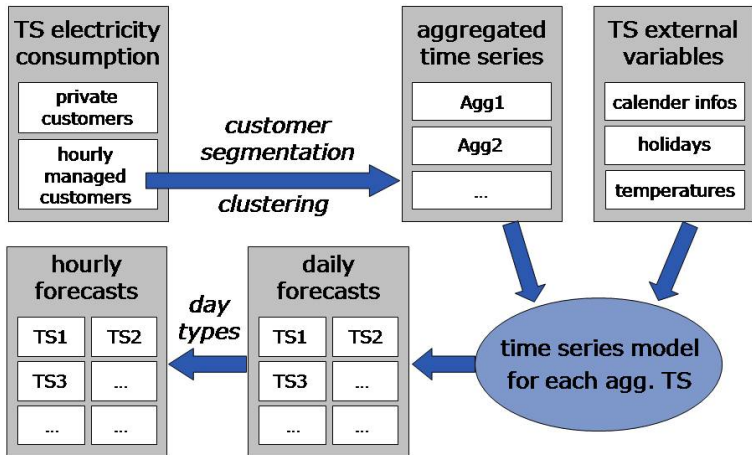 TS electricity
consumption
private
customers
hourly
managed
customers
customer
segmentation
clustering
aggregated
time series
Agg1
Agg2
...
TS external
variables
calender infos
holidays
temperatures
hourly
forecasts
TS1 TS2
TS3 ...
... ...
day
types
daily
forecasts
TS1 TS2
TS3 ...
... ...
time series model
for each agg. TS